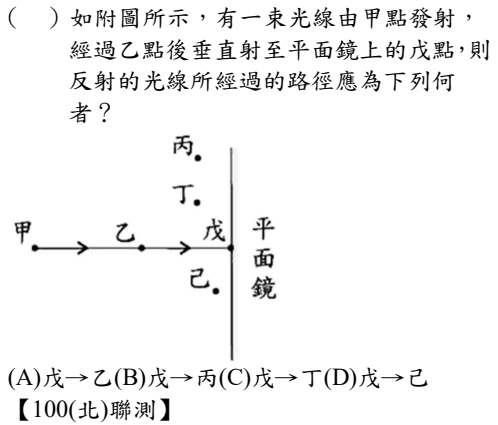 (　)如附圖所示，有一束光線由甲點發射，
經過乙點後垂直射至平面鏡上的戊點，則
反射的光線所經過的路徑應為下列何
者？
丙
丁
甲 乙 戊 平面鏡
己
(A)戊→乙(B)戊→丙(C)戊→丁(D)戊→己
【100(北)聯測】